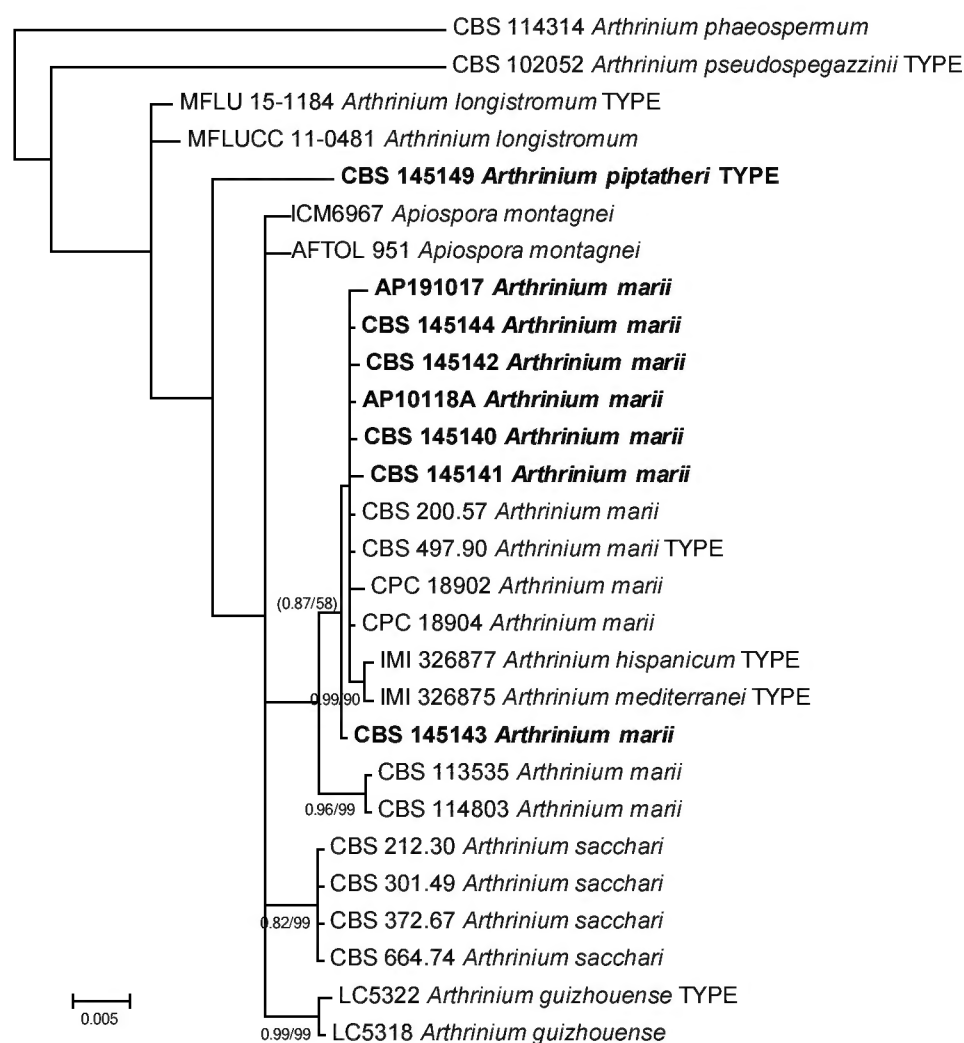 CBS 114314 Arthrinium phaeospermum
CBS 102052 Arthrinium pseudospegazzinii TYPE
MFLU 15-1184 Arthrinium longistromum TYPE
MFLUCC 11-0481 Arthrinium longistromum
CBS 145149 Arthrinium piptatheri TYPE
ICM6967 Apiospora montagnei
AFTOL 951 Apiospora montagnei
AP191017 Arthrinium marii
CBS 145144 Arthrinium marii
CBS 145142 Arthrinium marii
AP10118A Arthrinium marii
CBS 145140 Arthrinium marii
CBS 145141 Arthrinium marii
CBS 200.57 Arthrinium marii
CBS 497.90 Arthrinium marii TYPE
CPC 18902 Arthrinium marii
(0.87/58)
CPC 18904 Arthrinium marii
IMI 326877 Arthrinium hispanicum TYPE
0.99/90
IMI 326875 Arthrinium mediterranei TYPE
CBS 145143 Arthrinium marii
CBS 113535 Arthrinium marii
0.96/99
CBS 114803 Arthrinium marii
CBS 212.30 Arthrinium sacchari
CBS 301.49 Arthrinium sacchari
0.82/99
CBS 372.67 Arthrinium sacchari
CBS 664.74 Arthrinium sacchari
LC5322 Arthrinium guizhouense TYPE
0.005
0.99/99
LC5318 Arthrinium guizhouense